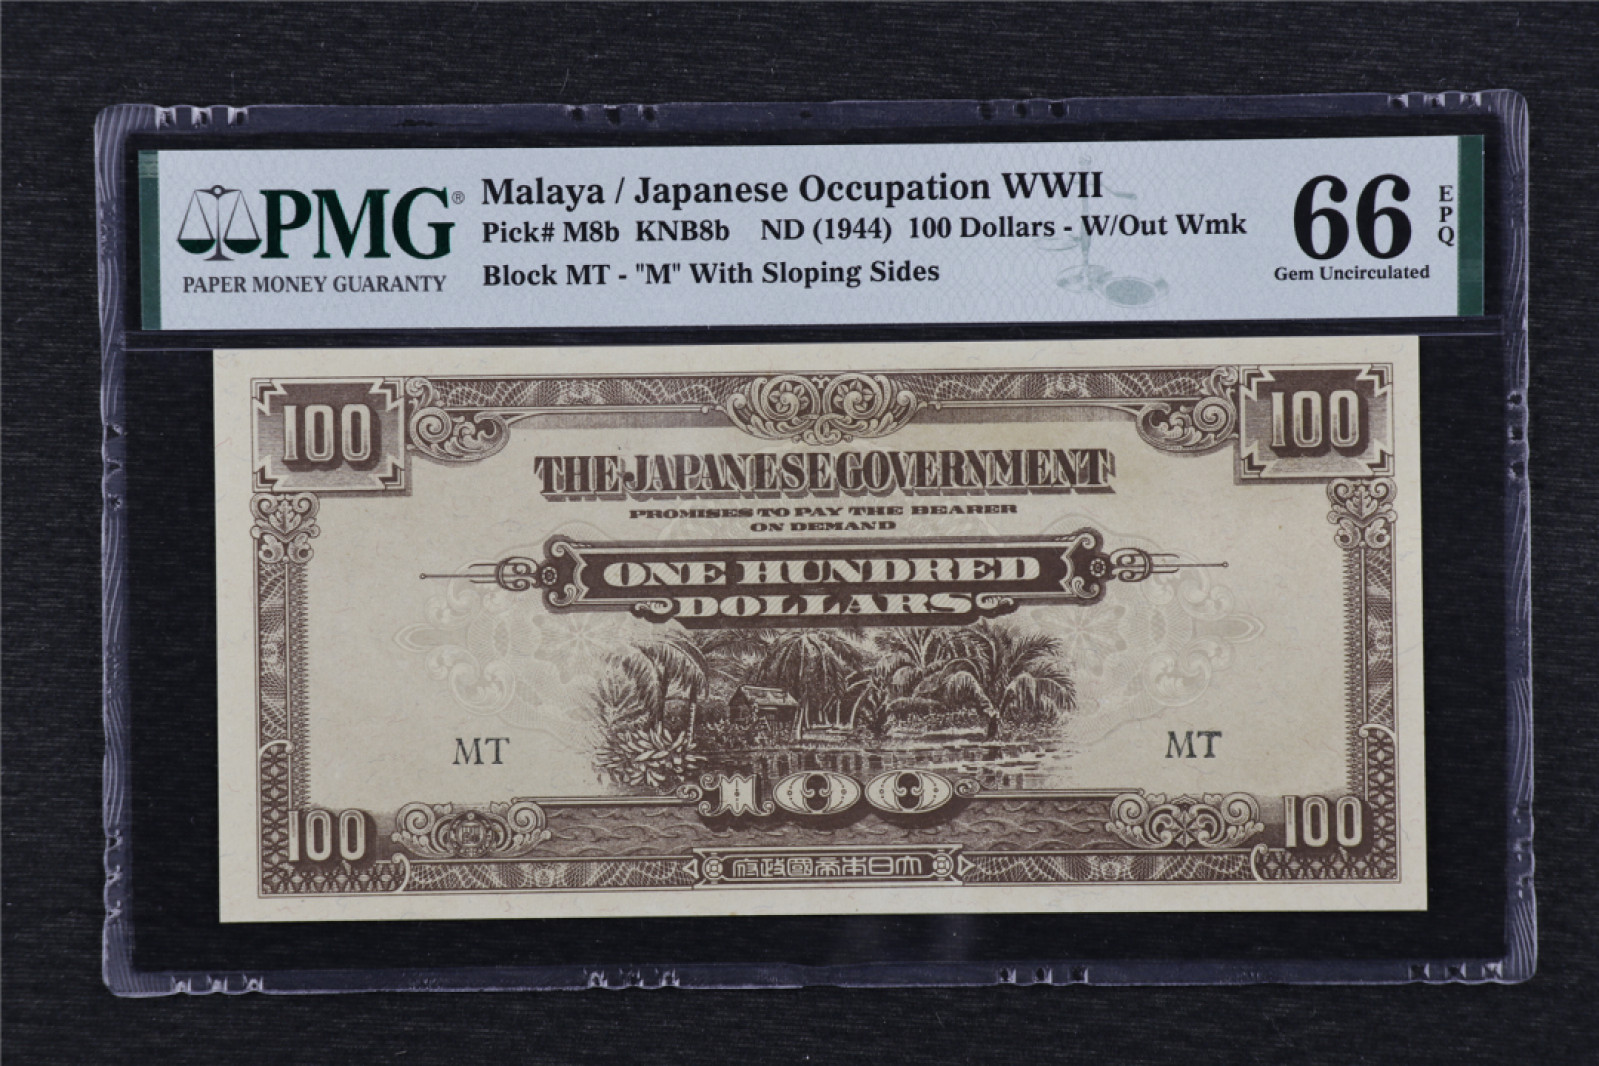 PMG®
PAPER MONEY GUARANTY
Malaya / Japanese Occupation WWII
Pick# M8b KNB8b ND (1944) 100 Dollars - W/Out Wmk
Block MT - "M" With Sloping Sides
66 EPQ
Gem Uncirculated
100 100
THE JAPANESE GOVERNMENT
PROMISES TO PAY THE BEARER
ON DEMAND
ONE HUNDRED
DOLLARS
MT MT
100
100 100
府政國帝本日大